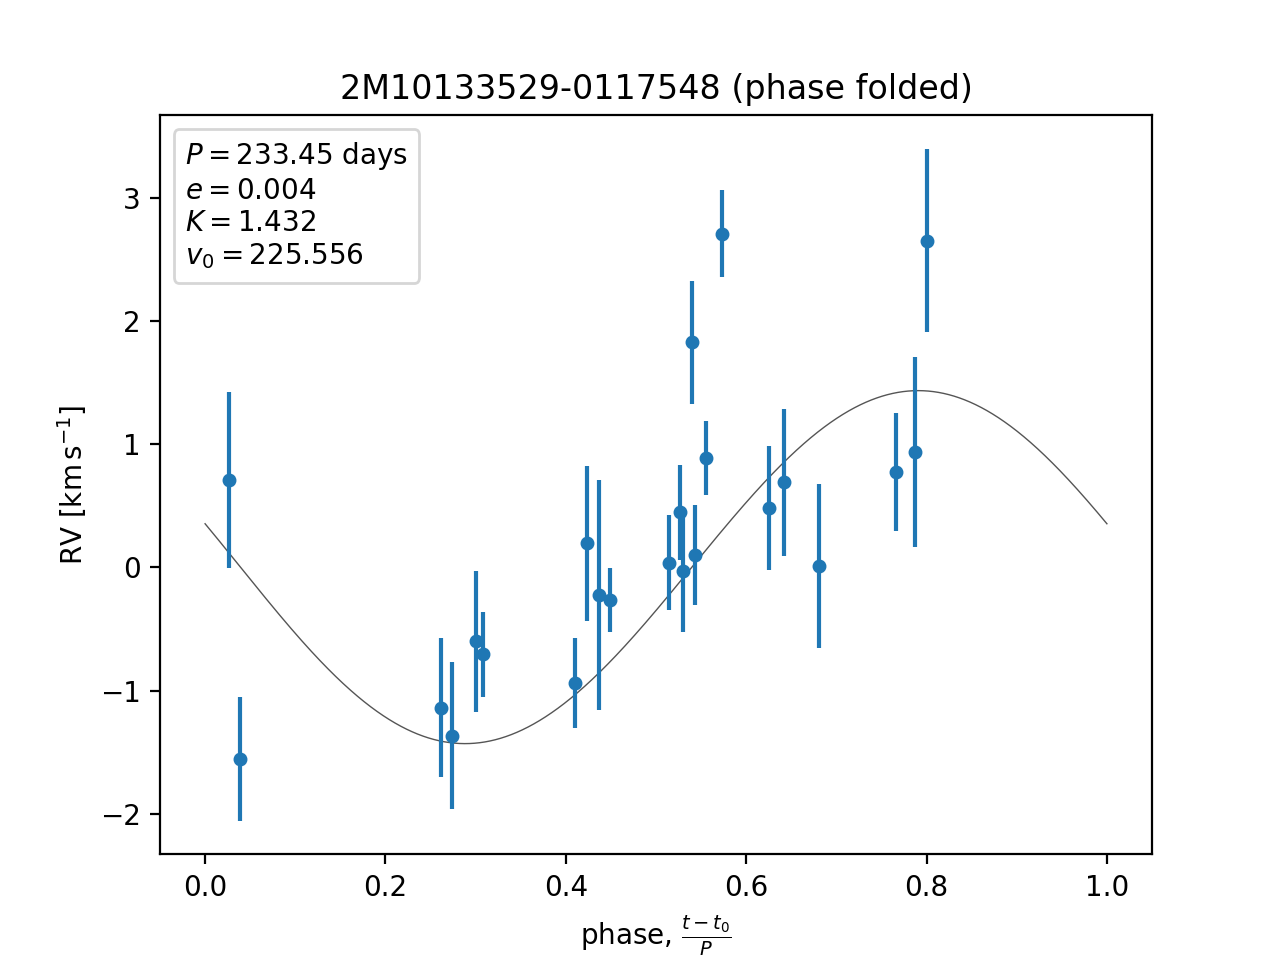 2M10133529-0117548 (phase folded)
P = 233.45 days
e = 0.004
K = 1.432
v₀ = 225.556
3
2
1
0
−1
−2
RV [km s⁻¹]
0.0 0.2 0.4 0.6 0.8 1.0
phase, (t − t₀)/P